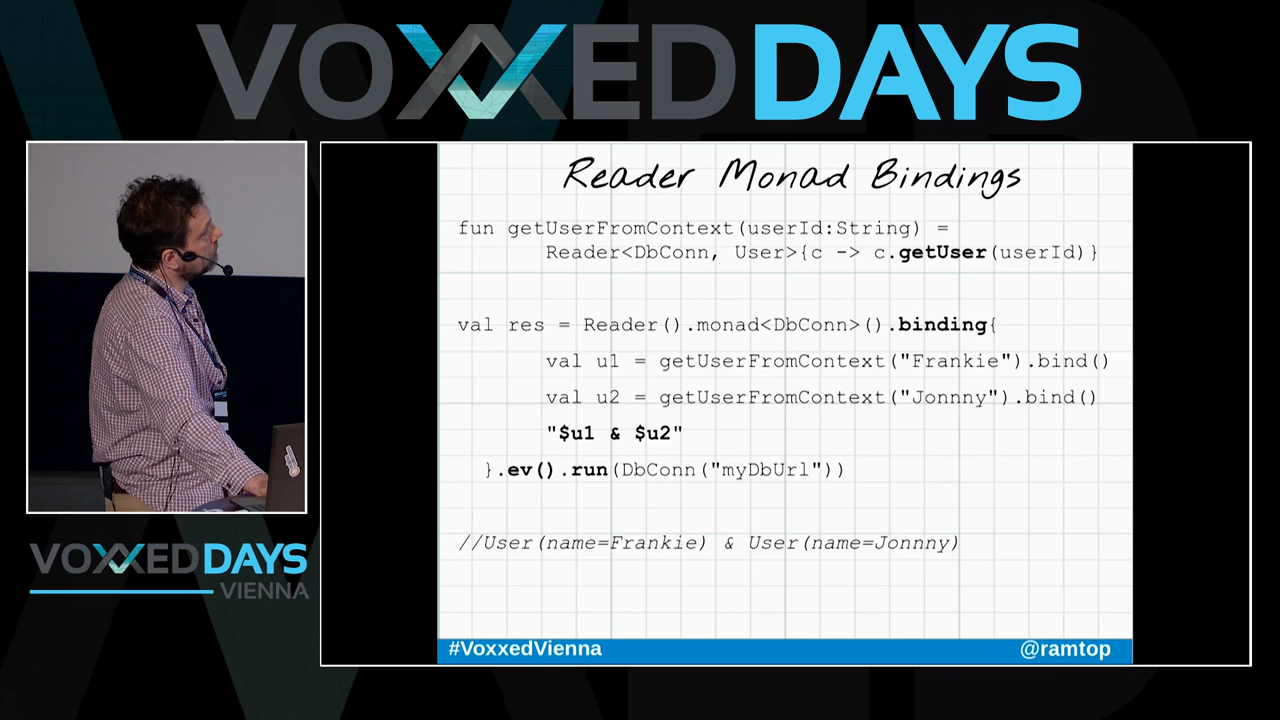 VOXXED DAYS
Reader Monad Bindings
fun getUserFromContext(userId:String) =
Reader<DbConn, User>{c -> c.getUser(userId)}
val res = Reader().monad<DbConn>().binding{
val u1 = getUserFromContext("Frankie").bind()
val u2 = getUserFromContext("Jonnny").bind()
"$u1 & $u2"
}.ev().run(DbConn("myDbUrl"))
//User(name=Frankie) & User(name=Jonnny)
#VoxxedVienna @ramtop
VOXXED DAYS
VIENNA